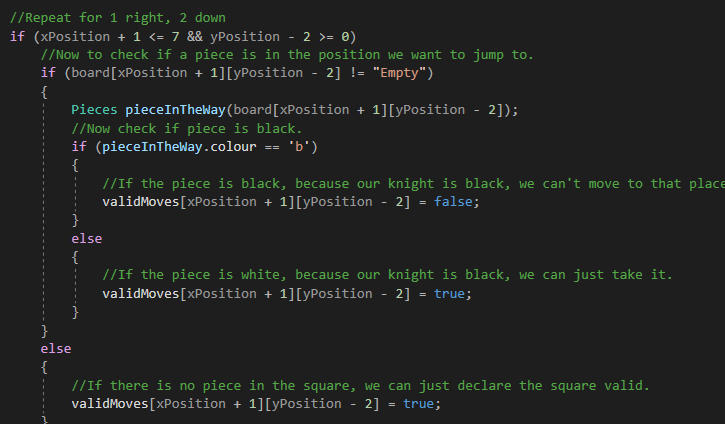 //Repeat for 1 right, 2 down
if (xPosition + 1 <= 7 && yPosition - 2 >= 0)
//Now to check if a piece is in the position we want to jump to.
if (board[xPosition + 1][yPosition - 2] != "Empty")
{
Pieces pieceInTheWay(board[xPosition + 1][yPosition - 2]);
//Now check if piece is black.
if (pieceInTheWay.colour == 'b')
{
//If the piece is black, because our knight is black, we can't move to that place
validMoves[xPosition + 1][yPosition - 2] = false;
}
else
{
//If the piece is white, because our knight is black, we can just take it.
validMoves[xPosition + 1][yPosition - 2] = true;
}
}
else
{
//If there is no piece in the square, we can just declare the square valid.
validMoves[xPosition + 1][yPosition - 2] = true;
}